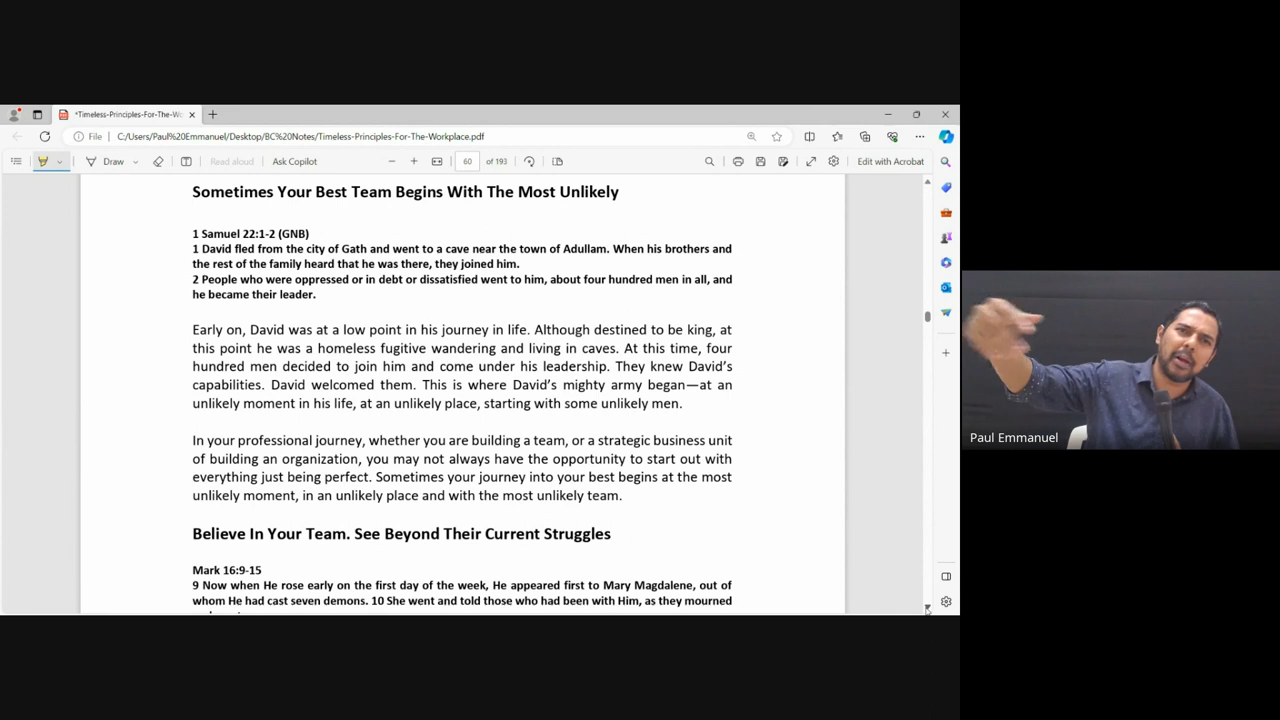 *Timeless-Principles-For-The-Wo
File
C:/Users/Paul%20Emmanuel/Desktop/BC%20Notes/Timeless-Principles-For-The-Workplace.pdf
Draw
Read aloud
Ask Copilot
60
of 193
Edit with Acrobat
Sometimes Your Best Team Begins With The Most Unlikely
1 Samuel 22:1-2 (GNB)
1 David fled from the city of Gath and went to a cave near the town of Adullam. When his brothers and
the rest of the family heard that he was there, they joined him.
2 People who were oppressed or in debt or dissatisfied went to him, about four hundred men in all, and
he became their leader.
Early on, David was at a low point in his journey in life. Although destined to be king, at
this point he was a homeless fugitive wandering and living in caves. At this time, four
hundred men decided to join him and come under his leadership. They knew David’s
capabilities. David welcomed them. This is where David’s mighty army began—at an
unlikely moment in his life, at an unlikely place, starting with some unlikely men.
In your professional journey, whether you are building a team, or a strategic business unit
of building an organization, you may not always have the opportunity to start out with
everything just being perfect. Sometimes your journey into your best begins at the most
unlikely moment, in an unlikely place and with the most unlikely team.
Believe In Your Team. See Beyond Their Current Struggles
Mark 16:9-15
9 Now when He rose early on the first day of the week, He appeared first to Mary Magdalene, out of
whom He had cast seven demons. 10 She went and told those who had been with Him, as they mourned
Paul Emmanuel